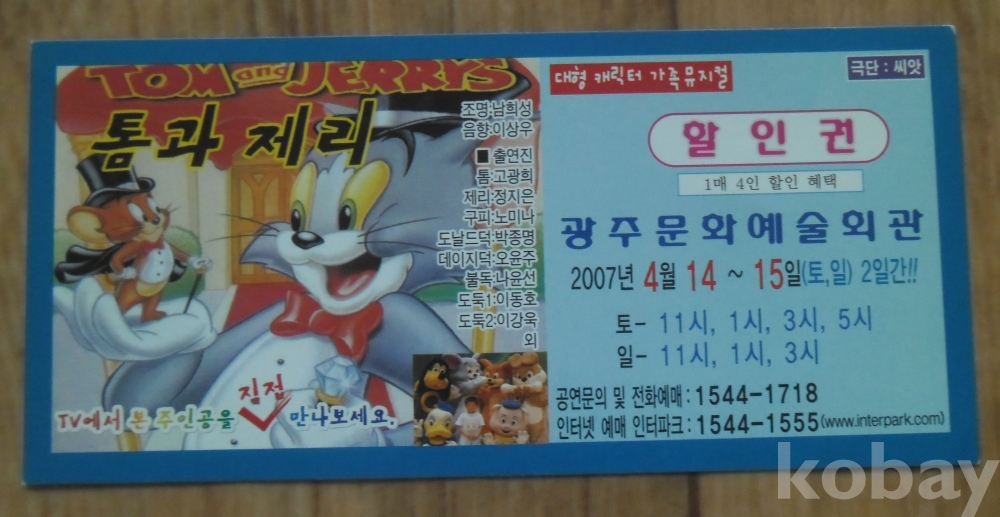 TOM and JERRYS
톰과 제리
조명:남희성
음향:이상우
■ 출연진
톰:고광희
제리:정지은
구피:노미나
도날드덕:박종명
데이지덕:오윤주
불독:나윤선
도둑1:이동호
도둑2:이강욱
외
TV에서 본 주인공을 직접 만나보세요.
대형 캐릭터 가족뮤지컬
극단 : 씨앗
할인권
1매 4인 할인 혜택
광주문화예술회관
2007년 4월 14 ~ 15일(토,일) 2일간!!
토- 11시, 1시, 3시, 5시
일- 11시, 1시, 3시
공연문의 및 전화예매 : 1544-1718
인터넷 예매 인터파크 : 1544-1555(www.interpark.com)
kobay